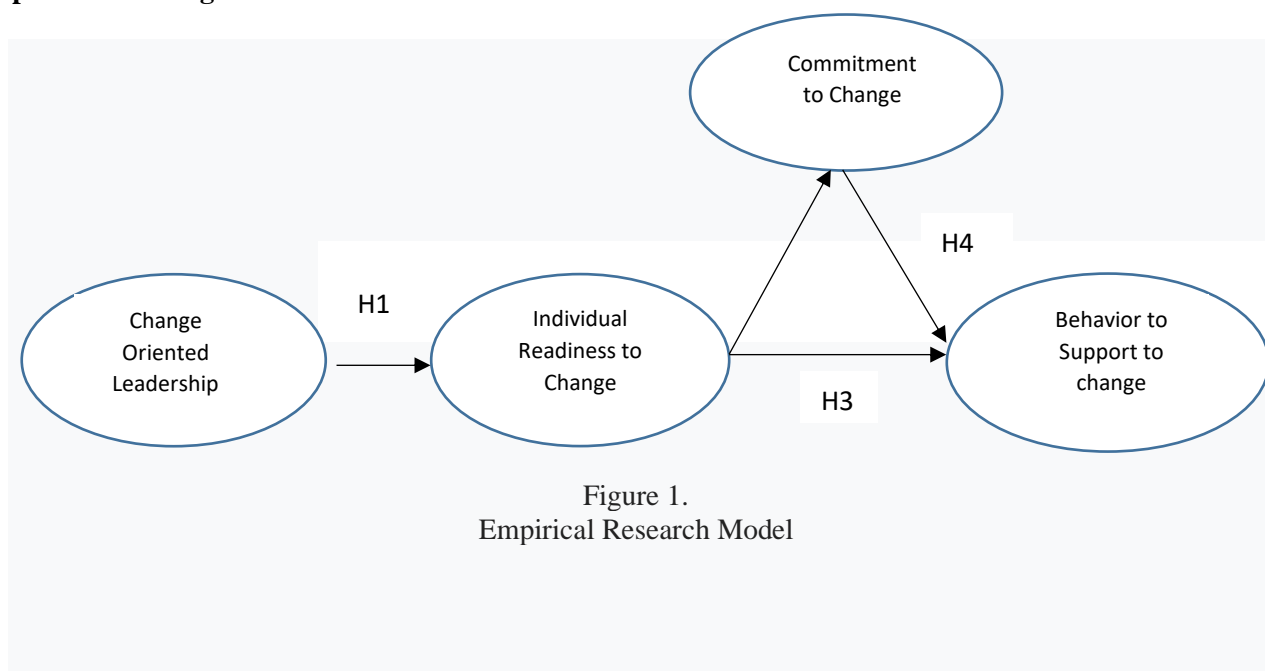 Commitment
to Change
H4
H1
Change
Oriented
Leadership
Individual
Readiness to
Change
Behavior to
Support to
change
H3
Figure 1.
Empirical Research Model